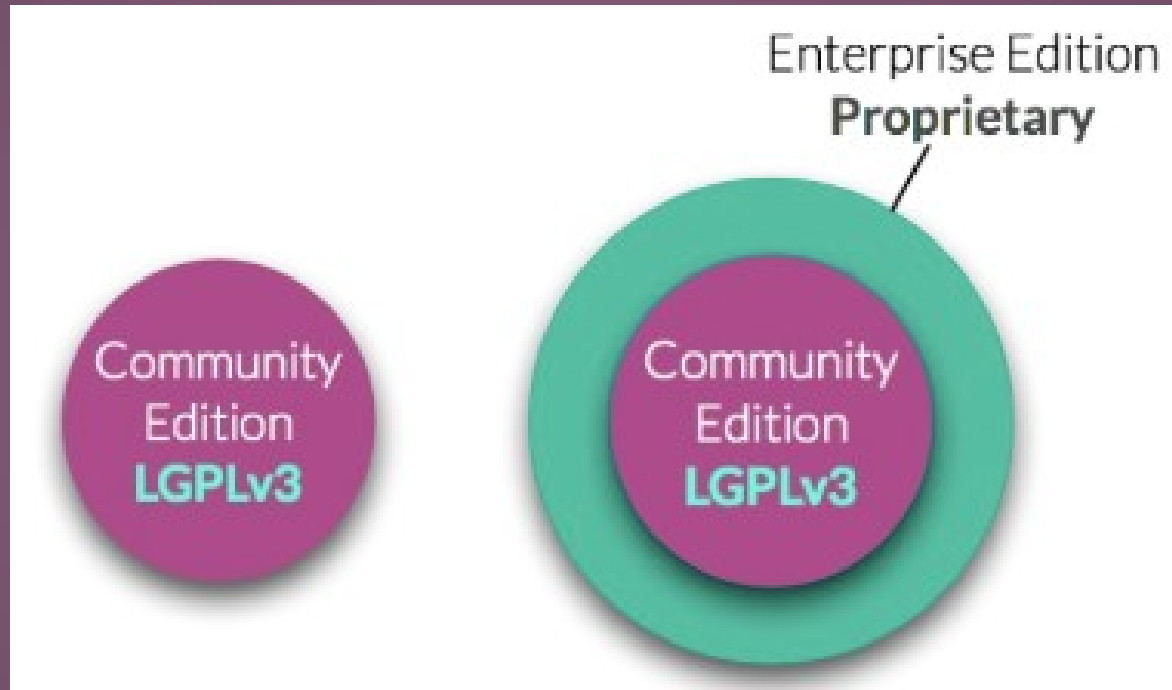 Enterprise Edition
Proprietary
Community
Edition
LGPLv3
Community
Edition
LGPLv3